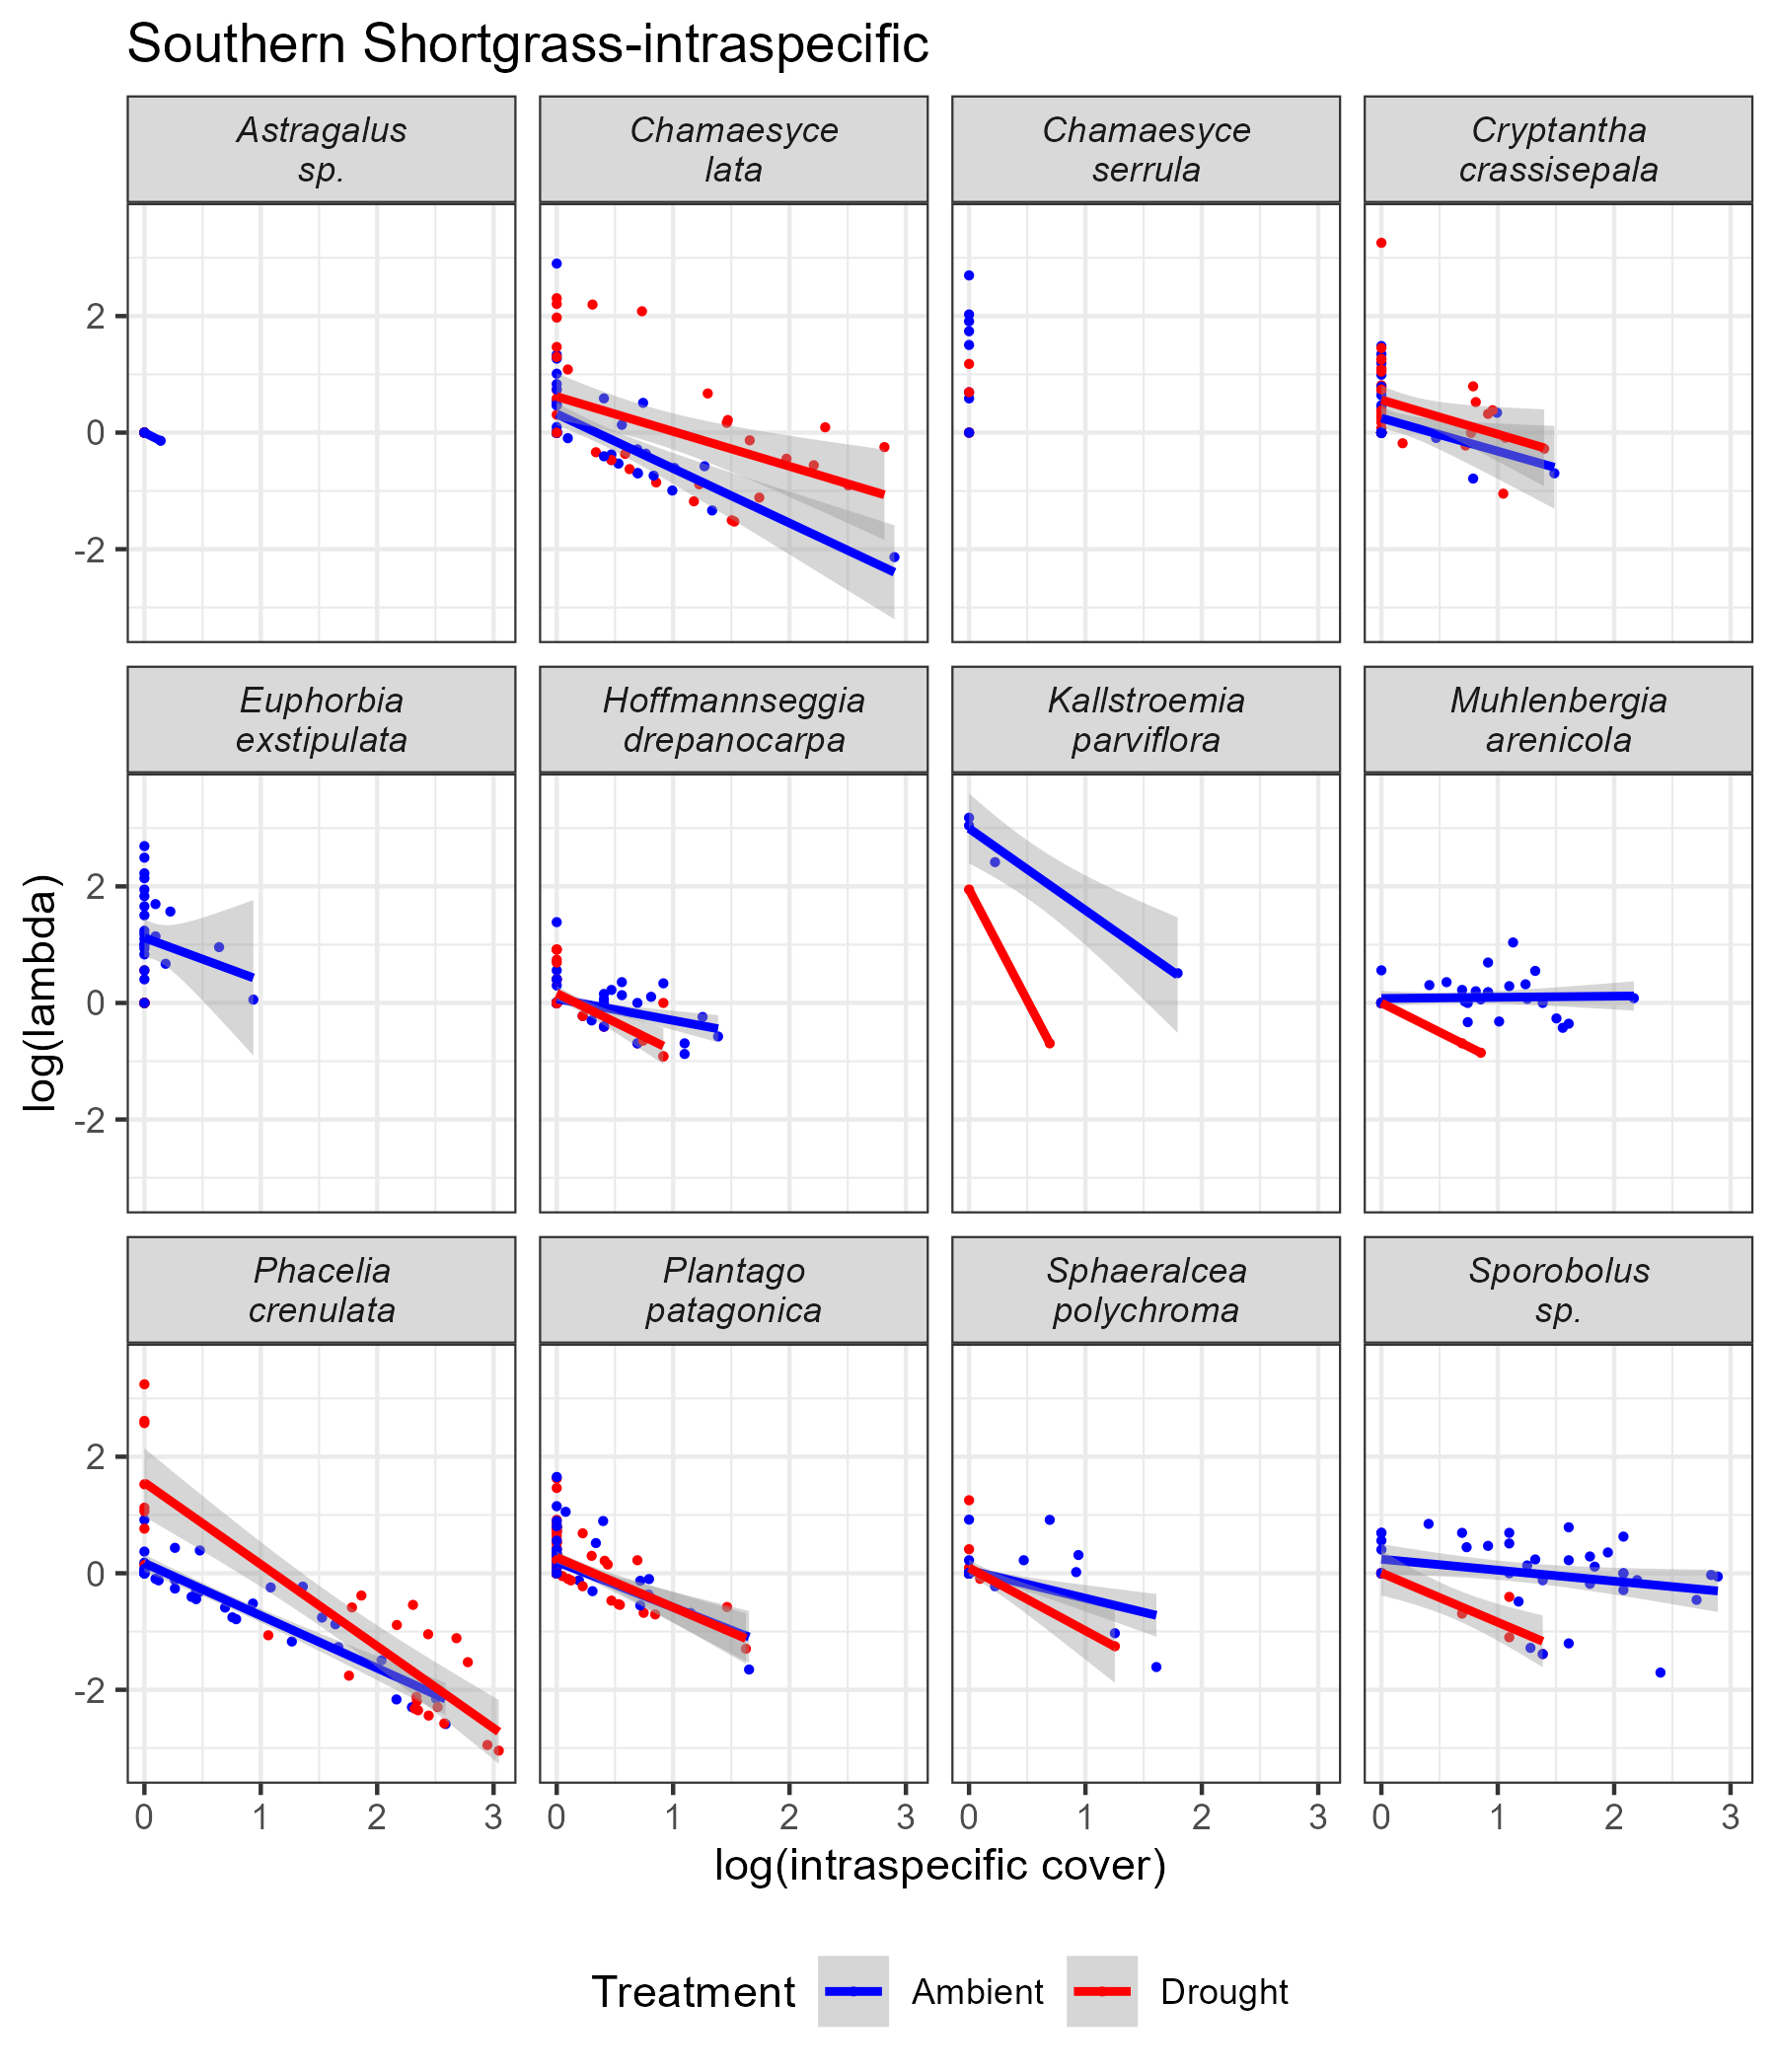 Southern Shortgrass-intraspecific
Astragalus
sp.
Chamaesyce
lata
Chamaesyce
serrula
Cryptantha
crassisepala
2
0
-2
Euphorbia
exstipulata
Hoffmannseggia
drepanocarpa
Kallstroemia
parviflora
Muhlenbergia
arenicola
2
0
-2
log(lambda)
Phacelia
crenulata
Plantago
patagonica
Sphaeralcea
polychroma
Sporobolus
sp.
2
0
-2
0 1 2 3 0 1 2 3 0 1 2 3 0 1 2 3
log(intraspecific cover)
Treatment Ambient Drought